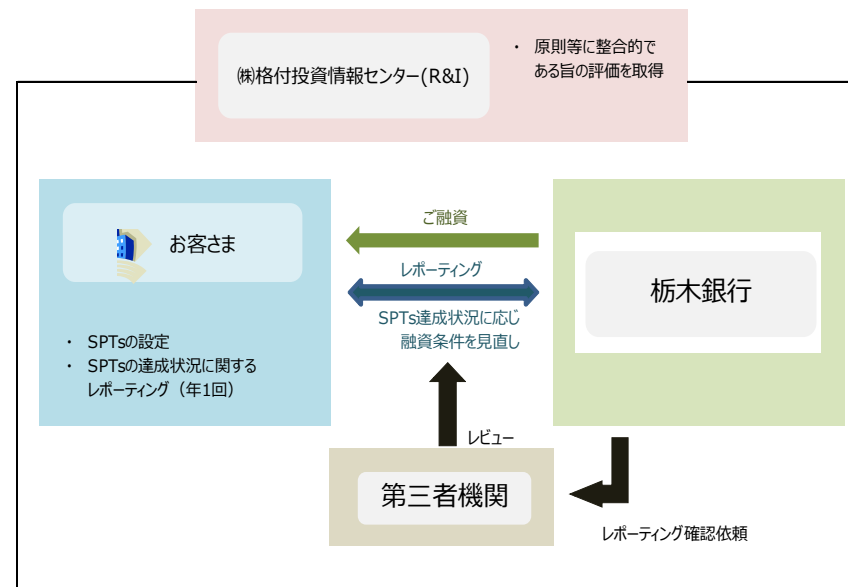 ㈱格付投資情報センター(R&I)
・ 原則等に整合的で
ある旨の評価を取得
お客さま
・ SPTsの設定
・ SPTsの達成状況に関する
レポーティング（年1回）
ご融資
レポーティング
SPTs達成状況に応じ
融資条件を見直し
栃木銀行
レビュー
第三者機関
レポーティング確認依頼